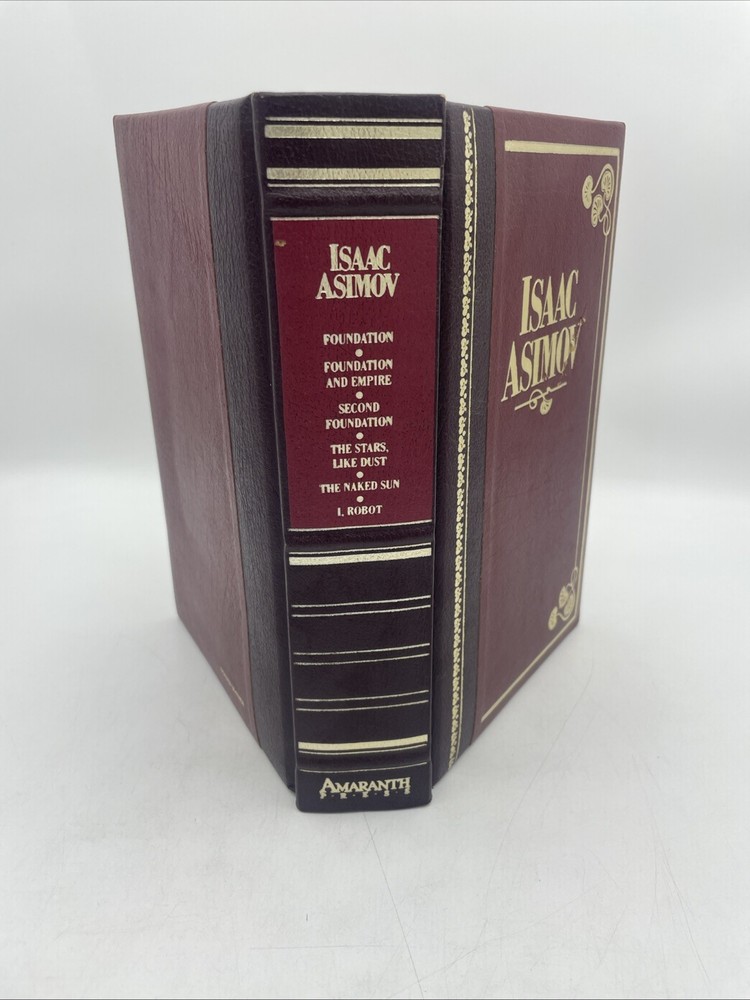 ISAAC
ASIMOV
FOUNDATION
FOUNDATION
AND EMPIRE
SECOND
FOUNDATION
THE STARS,
LIKE DUST
THE NAKED SUN
I, ROBOT
AMARANTH
PRESS
ISAAC
ASIMOV